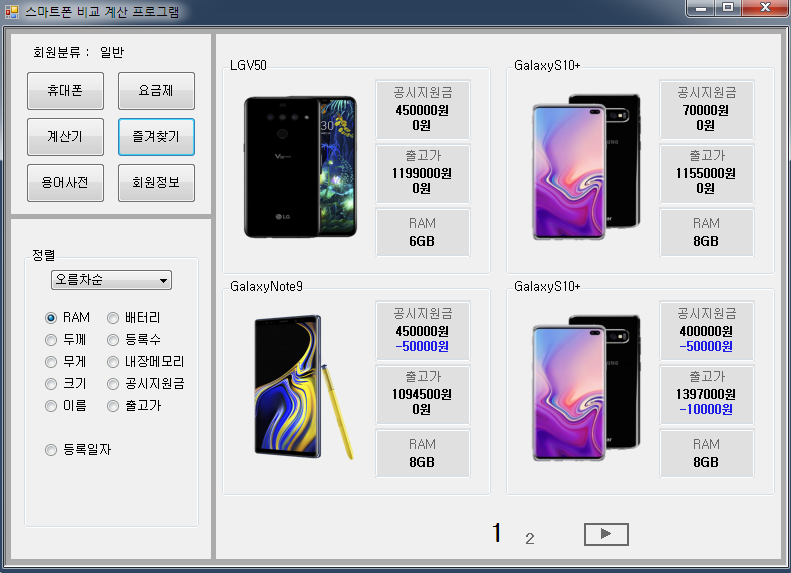 스마트폰 비교 계산 프로그램
회원분류 : 일반
휴대폰
요금제
계산기
즐겨찾기
용어사전
회원정보
정렬
오름차순
RAM
배터리
두께
등록수
무게
내장메모리
크기
공시지원금
이름
출고가
등록일자
LGV50
공시지원금
450000원
0원
출고가
1199000원
0원
RAM
6GB
GalaxyS10+
공시지원금
70000원
0원
출고가
1155000원
0원
RAM
8GB
GalaxyNote9
공시지원금
450000원
-50000원
출고가
1094500원
0원
RAM
8GB
GalaxyS10+
공시지원금
400000원
-50000원
출고가
1397000원
-10000원
RAM
8GB
1 2